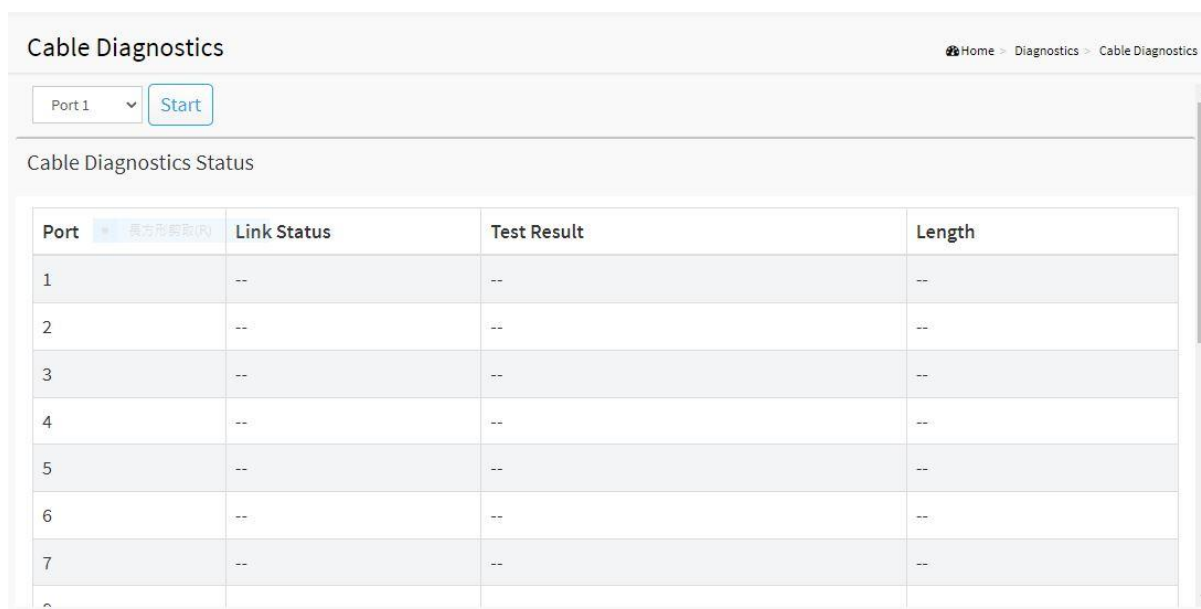 Cable Diagnostics
Home > Diagnostics > Cable Diagnostics
Port 1 Start
Cable Diagnostics Status
Port 長方形剪取(R) Link Status Test Result Length
1 -- -- --
2 -- -- --
3 -- -- --
4 -- -- --
5 -- -- --
6 -- -- --
7 -- -- --